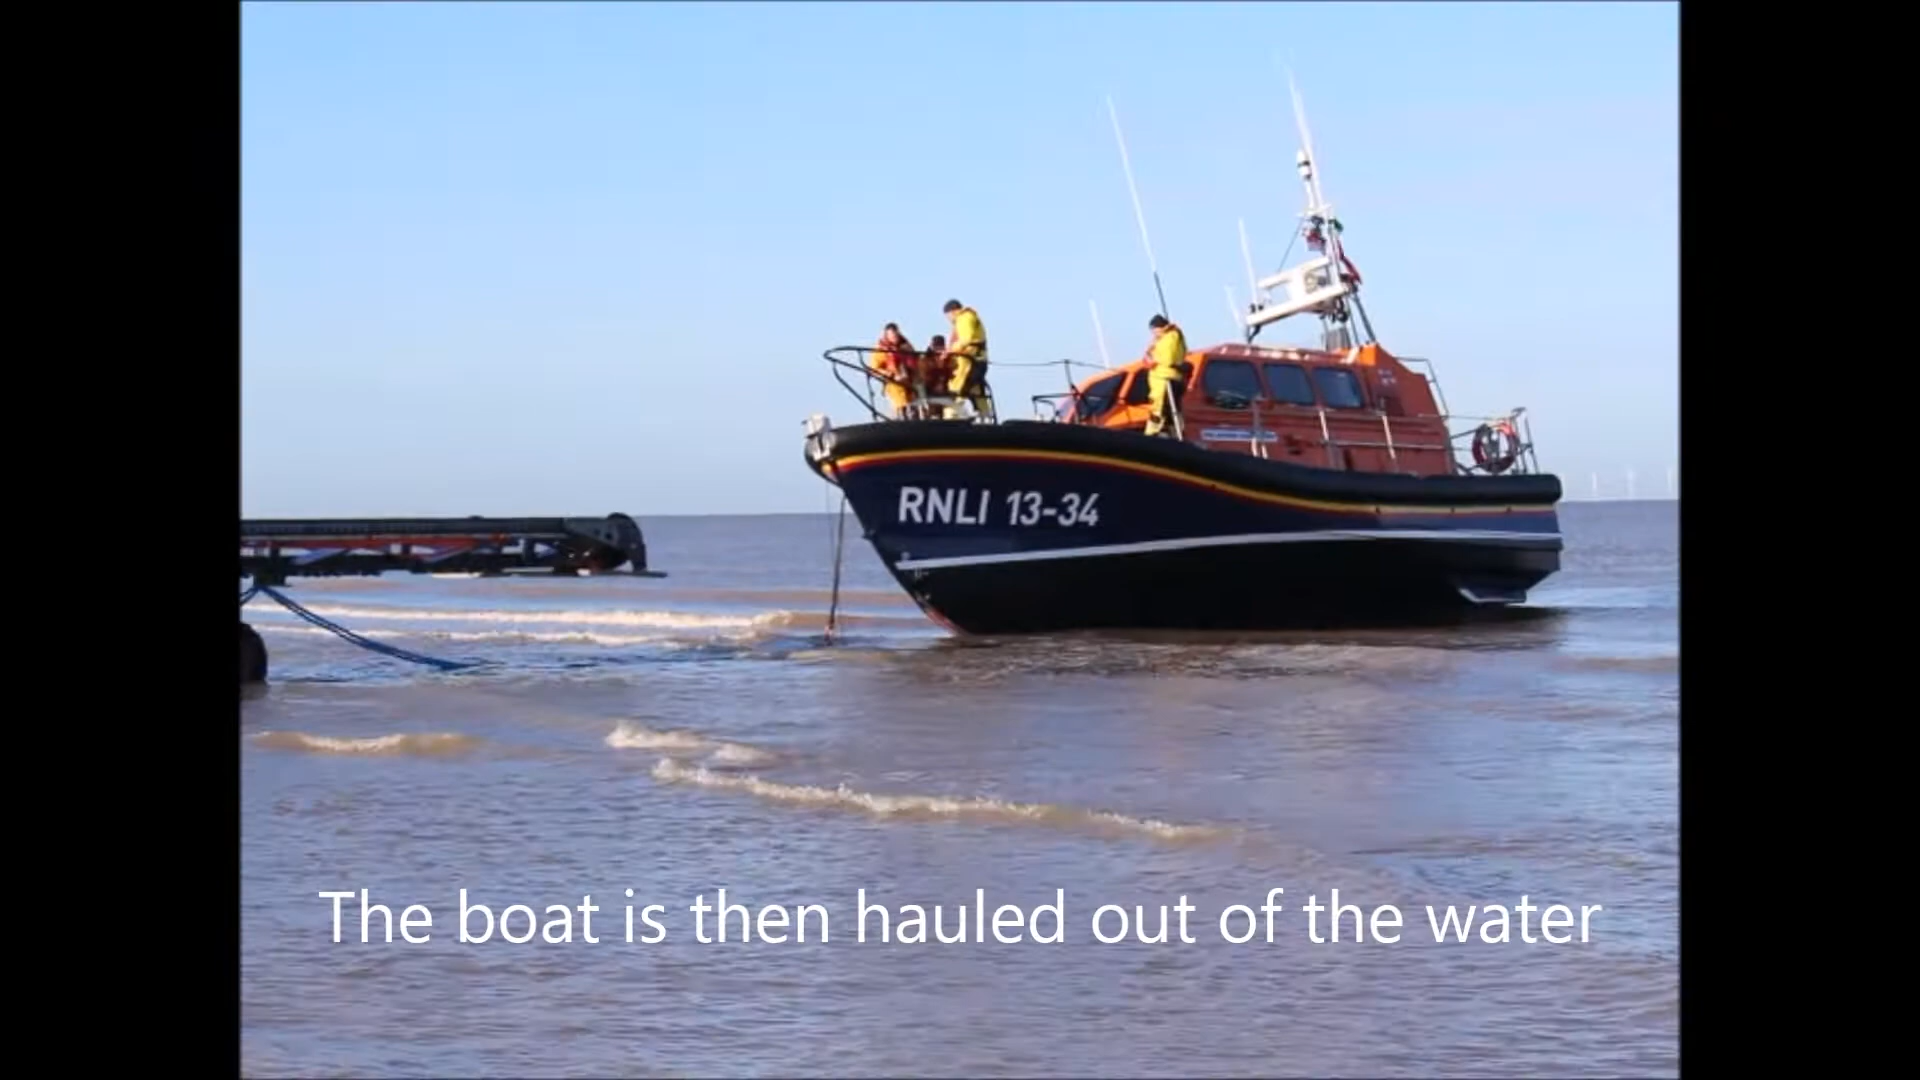 RNLI 13-34
The boat is then hauled out of the water